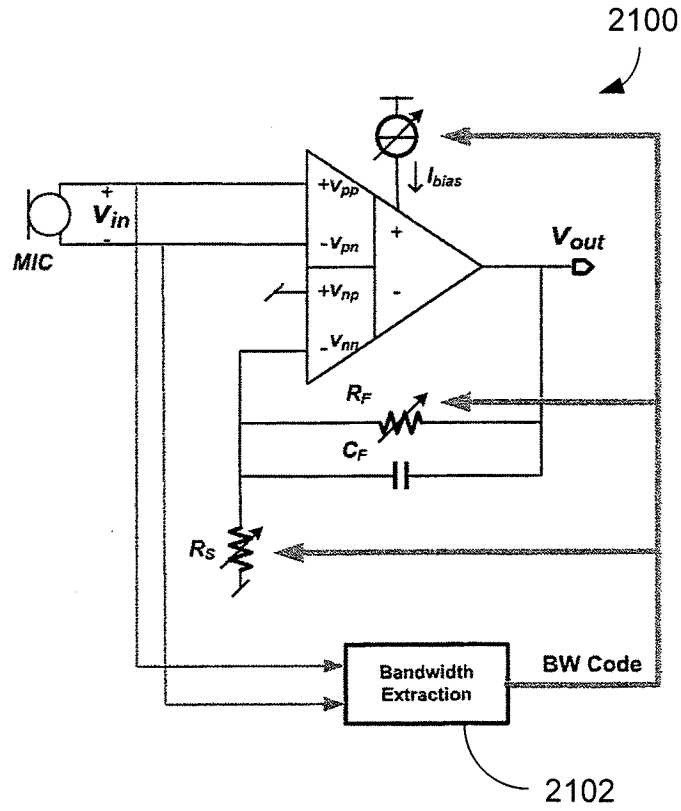 2100
I_bias
+V_pp
+
V_in
-
-V_pn
+
V_out
MIC
+V_np
-
-V_nn
R_F
C_F
R_S
BW Code
Bandwidth
Extraction
2102